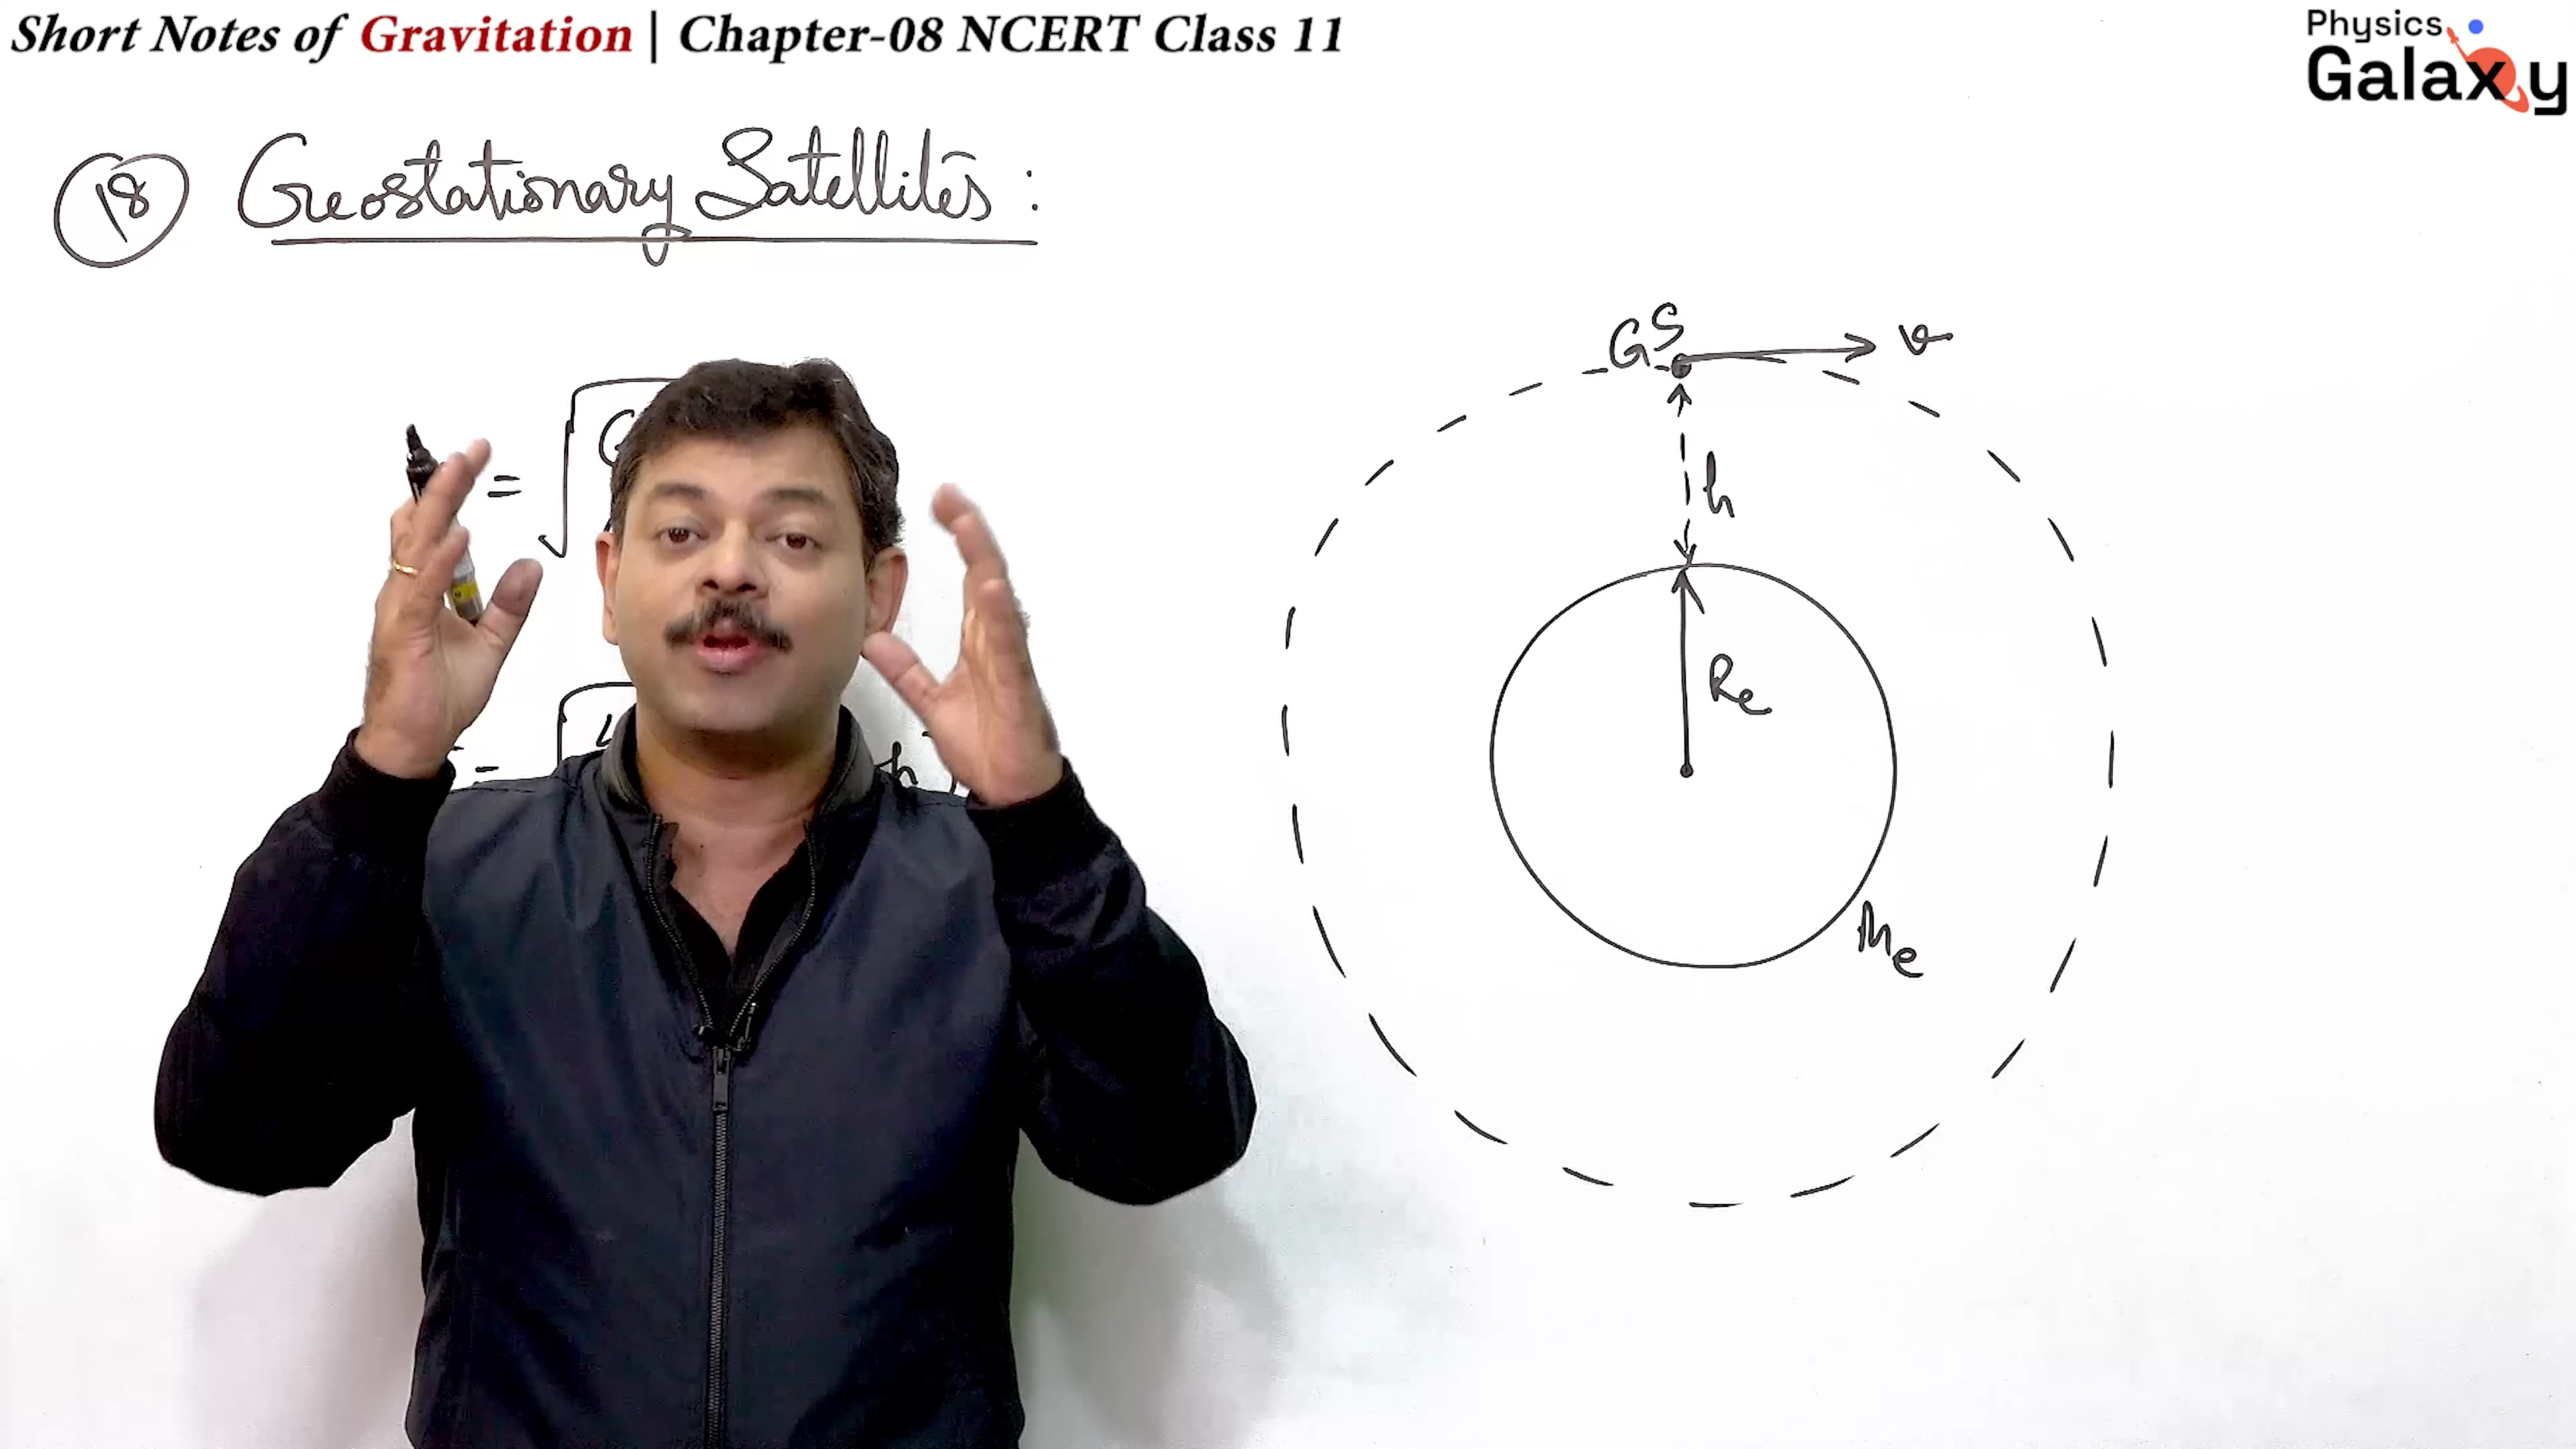 Short Notes of Gravitation | Chapter-08 NCERT Class 11
Physics
Galaxy
18 Geostationary Satellites :
GS v
= √ G
h
Re
= h
Me